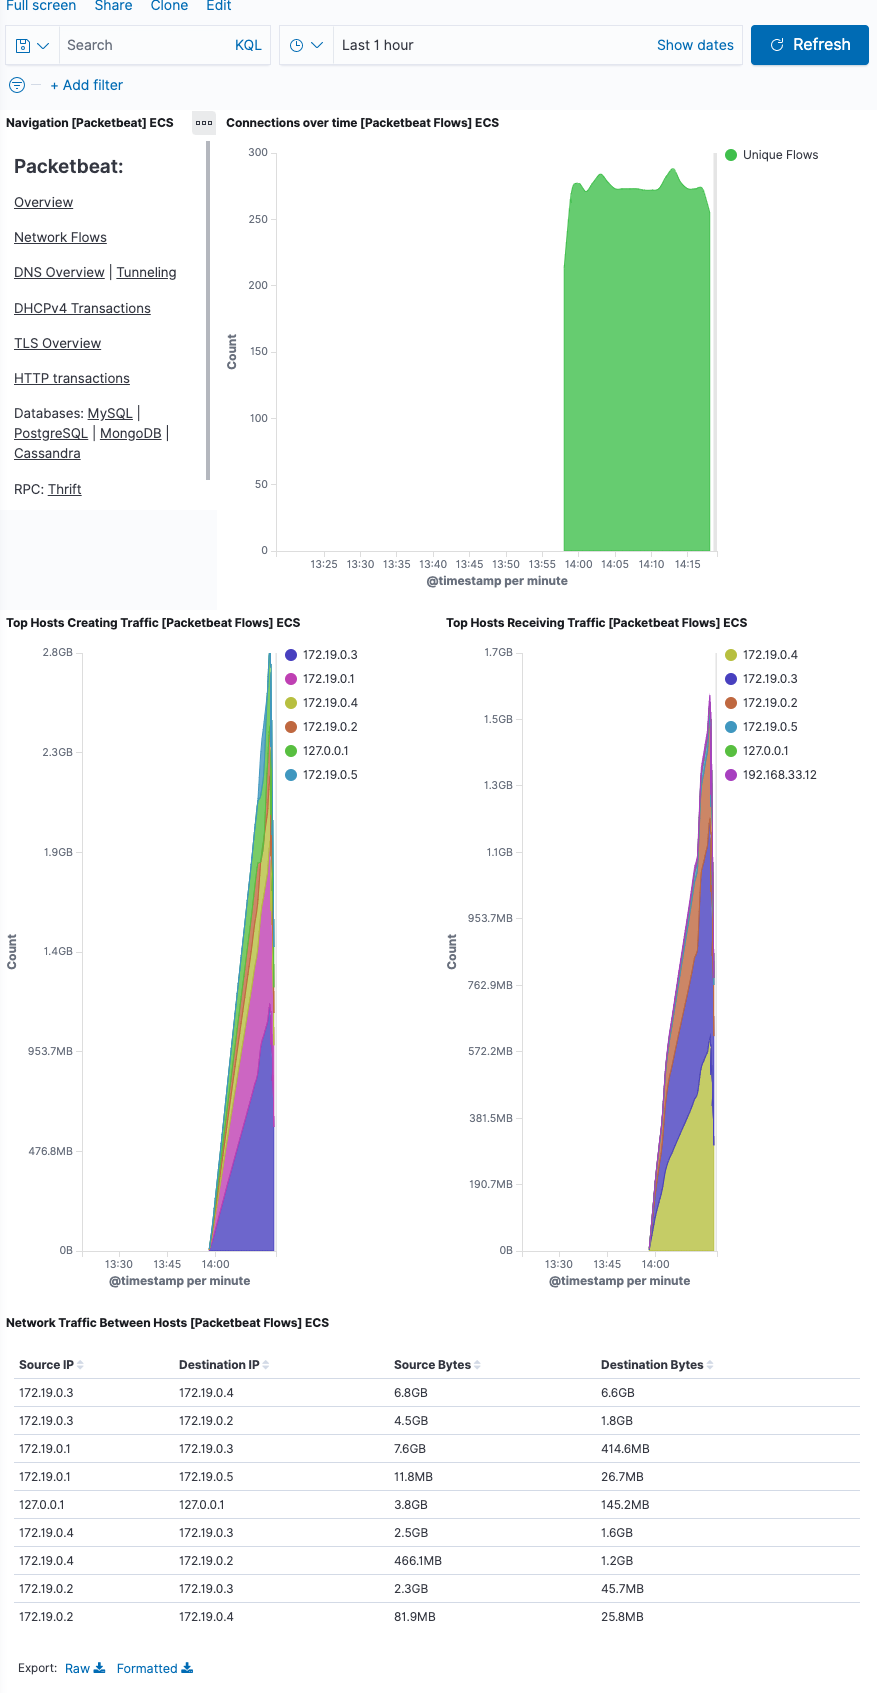 Full screen Share Clone Edit
Search KQL Last 1 hour Show dates Refresh
+ Add filter
Navigation [Packetbeat] ECS
Packetbeat:
Overview
Network Flows
DNS Overview | Tunneling
DHCPv4 Transactions
TLS Overview
HTTP transactions
Databases: MySQL |
PostgreSQL | MongoDB |
Cassandra
RPC: Thrift
Connections over time [Packetbeat Flows] ECS
300
250
200
150
100
50
0
Count
13:25 13:30 13:35 13:40 13:45 13:50 13:55 14:00 14:05 14:10 14:15
@timestamp per minute
Unique Flows
Top Hosts Creating Traffic [Packetbeat Flows] ECS
2.8GB
2.3GB
1.9GB
1.4GB
953.7MB
476.8MB
0B
Count
13:30 13:45 14:00
@timestamp per minute
172.19.0.3
172.19.0.1
172.19.0.4
172.19.0.2
127.0.0.1
172.19.0.5
Top Hosts Receiving Traffic [Packetbeat Flows] ECS
1.7GB
1.5GB
1.3GB
1.1GB
953.7MB
762.9MB
572.2MB
381.5MB
190.7MB
0B
Count
13:30 13:45 14:00
@timestamp per minute
172.19.0.4
172.19.0.3
172.19.0.2
172.19.0.5
127.0.0.1
192.168.33.12
Network Traffic Between Hosts [Packetbeat Flows] ECS
Source IP Destination IP Source Bytes Destination Bytes
172.19.0.3 172.19.0.4 6.8GB 6.6GB
172.19.0.3 172.19.0.2 4.5GB 1.8GB
172.19.0.1 172.19.0.3 7.6GB 414.6MB
172.19.0.1 172.19.0.5 11.8MB 26.7MB
127.0.0.1 127.0.0.1 3.8GB 145.2MB
172.19.0.4 172.19.0.3 2.5GB 1.6GB
172.19.0.4 172.19.0.2 466.1MB 1.2GB
172.19.0.2 172.19.0.3 2.3GB 45.7MB
172.19.0.2 172.19.0.4 81.9MB 25.8MB
Export: Raw Formatted